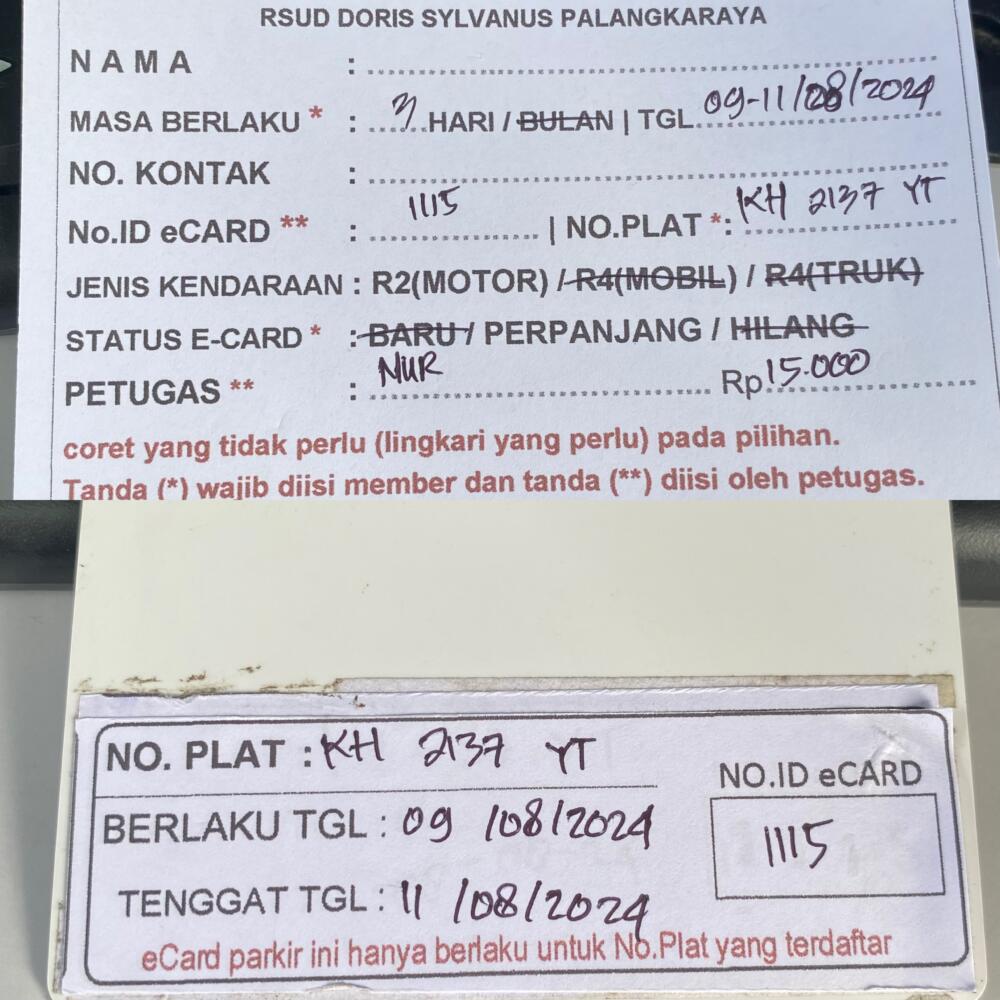 RSUD DORIS SYLVANUS PALANGKARAYA
N A M A :
MASA BERLAKU * : 3 HARI / BULAN | TGL 09-11/08/2024
NO. KONTAK :
No.ID eCARD ** : 1115 | NO.PLAT *: KH 2137 YT
JENIS KENDARAAN : R2(MOTOR) / R4(MOBIL) / R4(TRUK)
STATUS E-CARD * : BARU / PERPANJANG / HILANG
PETUGAS ** : NUR Rp 15.000
coret yang tidak perlu (lingkari yang perlu) pada pilihan.
Tanda (*) wajib diisi member dan tanda (**) diisi oleh petugas.
NO. PLAT : KH 2137 YT
NO.ID eCARD
BERLAKU TGL : 09 /08/2024
1115
TENGGAT TGL : 11 /08/2024
eCard parkir ini hanya berlaku untuk No.Plat yang terdaftar